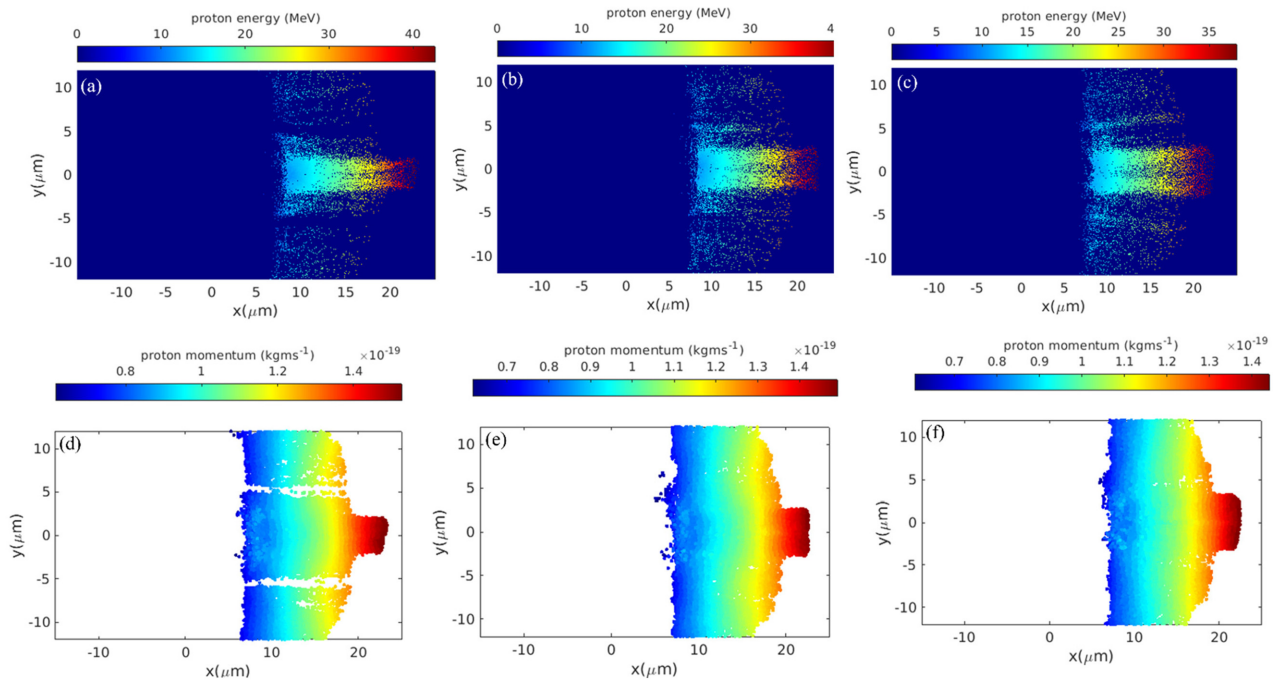 proton energy (MeV)
0 10 20 30 40
(a)
10
5
0
-5
-10
y(μm)
-10 -5 0 5 10 15 20
x(μm)
proton energy (MeV)
0 10 20 30 4
(b)
10
5
0
-5
-10
y(μm)
-10 -5 0 5 10 15 20
x(μm)
proton energy (MeV)
0 5 10 15 20 25 30 35
(c)
10
5
0
-5
-10
y(μm)
-10 -5 0 5 10 15 20
x(μm)
proton momentum (kgms⁻¹) ×10⁻¹⁹
0.8 1 1.2 1.4
(d)
10
5
0
-5
-10
y(μm)
-10 0 10 20
x(μm)
proton momentum (kgms⁻¹) ×10⁻¹⁹
0.7 0.8 0.9 1 1.1 1.2 1.3 1.4
(e)
10
5
0
-5
-10
y(μm)
-10 0 10 20
x(μm)
proton momentum (kgms⁻¹) ×10⁻¹⁹
0.7 0.8 0.9 1 1.1 1.2 1.3 1.4
(f)
10
5
0
-5
-10
y(μm)
-10 0 10 20
x(μm)